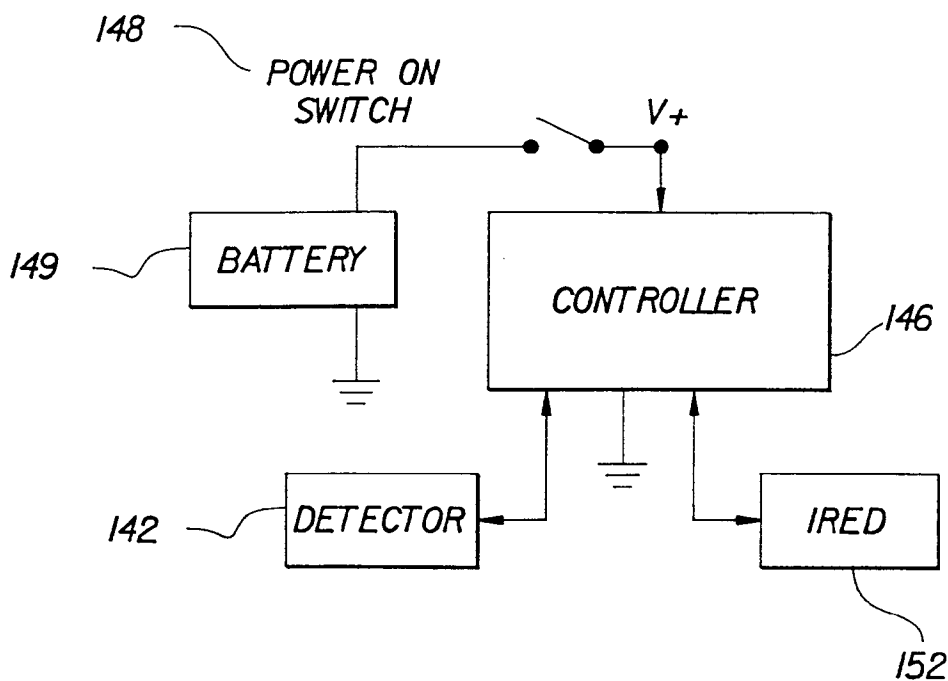 148
POWER ON
SWITCH
V+
BATTERY
149
CONTROLLER
146
DETECTOR
142
IRED
152